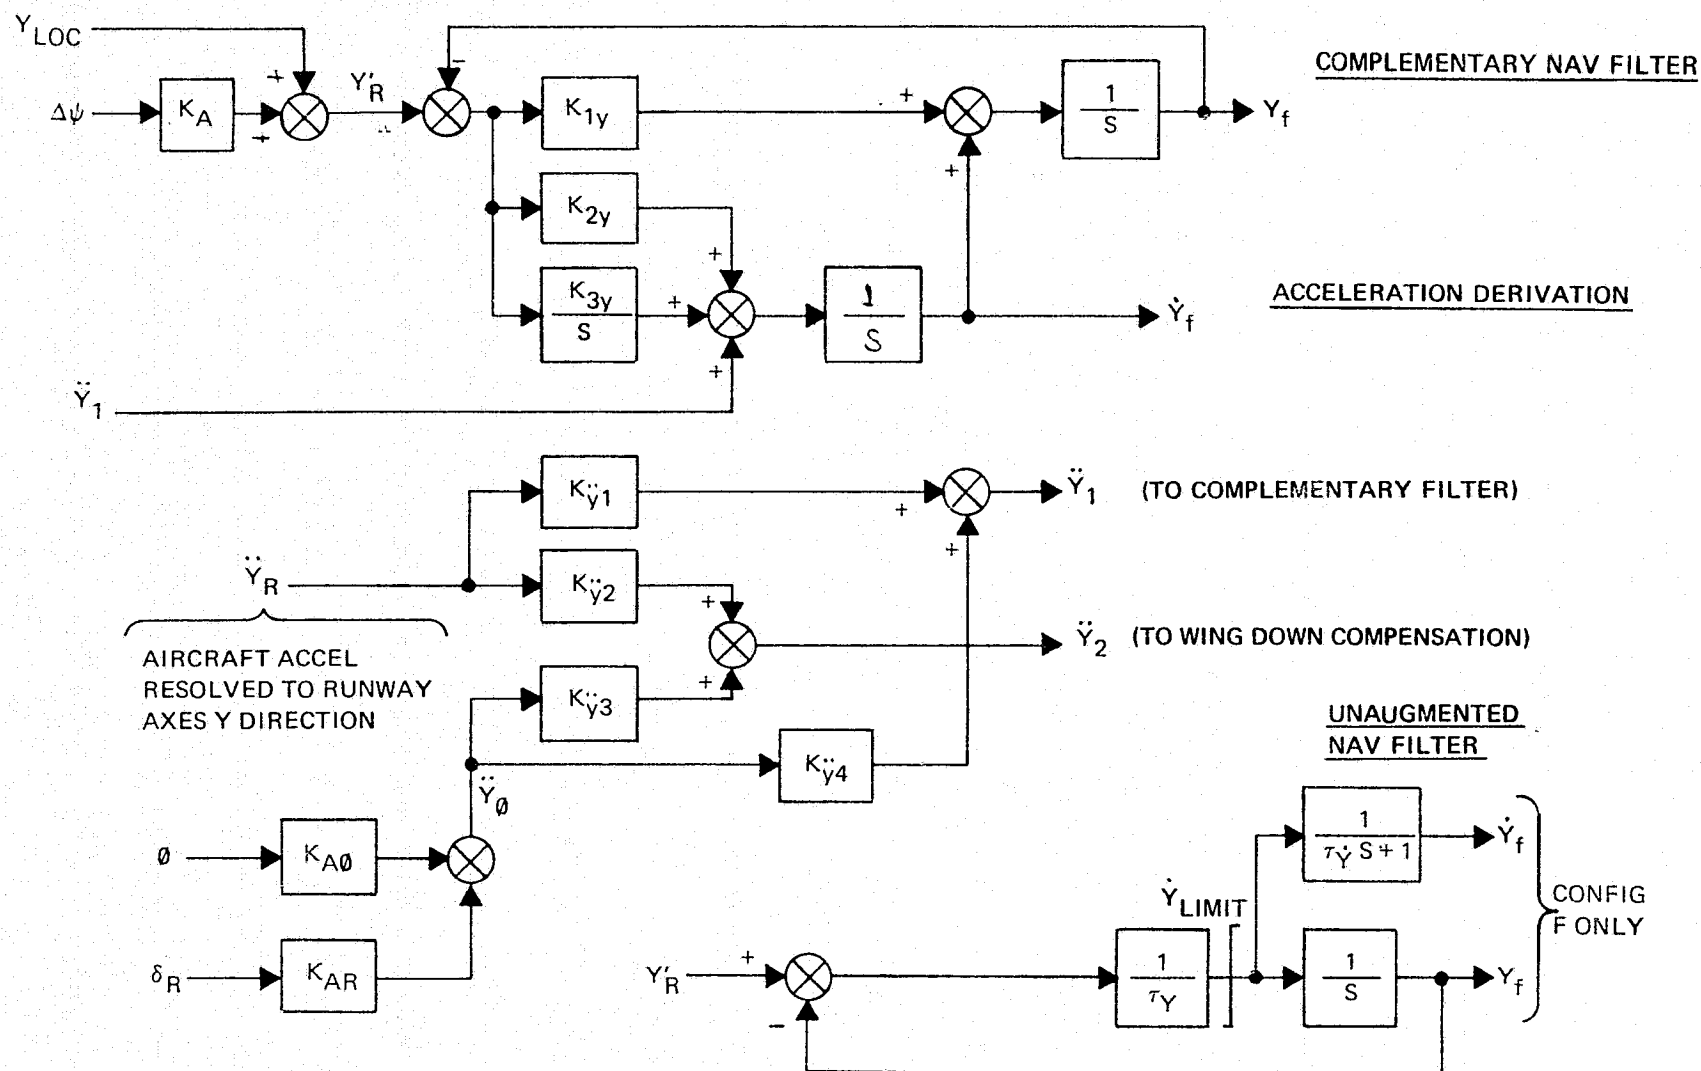 Y_LOC
COMPLEMENTARY NAV FILTER
Δψ
K_A
+
+
Y'_R
-
K_1y
+
1
S
Y_f
K_2y
+
+
K_3y
S
+
1
S
Ẏ_f
ACCELERATION DERIVATION
+
Ÿ_1
K_ÿ1
+
Ÿ_1 (TO COMPLEMENTARY FILTER)
+
Ÿ_R
K_ÿ2
+
Ÿ_2 (TO WING DOWN COMPENSATION)
AIRCRAFT ACCEL
RESOLVED TO RUNWAY
AXES Y DIRECTION
K_ÿ3
+
UNAUGMENTED
NAV FILTER
K_ÿ4
Ÿ_Ø
Ø
K_AØ
1
τ_Ẏ S+1
Ẏ_f
CONFIG
F ONLY
Ẏ_LIMIT
δ_R
K_AR
Y'_R
+
-
1
τ_Y
1
S
Y_f